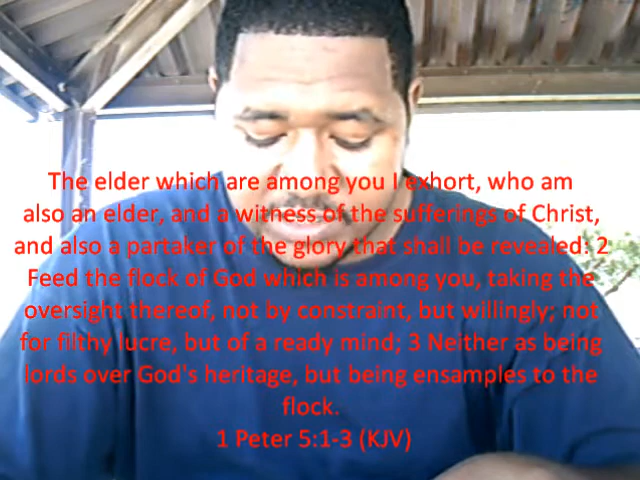 The elder which are among you I exhort, who am
also an elder, and a witness of the sufferings of Christ,
and also a partaker of the glory that shall be revealed: 2
Feed the flock of God which is among you, taking the
oversight thereof, not by constraint, but willingly; not
for filthy lucre, but of a ready mind; 3 Neither as being
lords over God's heritage, but being ensamples to the
flock.
1 Peter 5:1-3 (KJV)